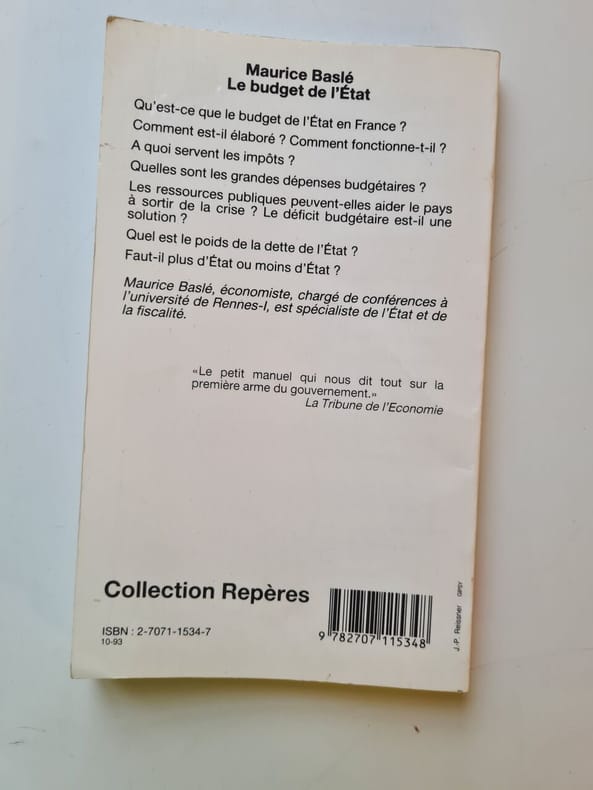 Maurice Baslé
Le budget de l'État
Qu'est-ce que le budget de l'État en France ?
Comment est-il élaboré ? Comment fonctionne-t-il ?
A quoi servent les impôts ?
Quelles sont les grandes dépenses budgétaires ?
Les ressources publiques peuvent-elles aider le pays
à sortir de la crise ? Le déficit budgétaire est-il une
solution ?
Quel est le poids de la dette de l'État ?
Faut-il plus d'État ou moins d'État ?
Maurice Baslé, économiste, chargé de conférences à
l'université de Rennes-I, est spécialiste de l'État et de
la fiscalité.
«Le petit manuel qui nous dit tout sur la
première arme du gouvernement.»
La Tribune de l'Economie
Collection Repères
ISBN : 2-7071-1534-7
10-93
9 782707 115348
J.-P. Reissner GIPSY